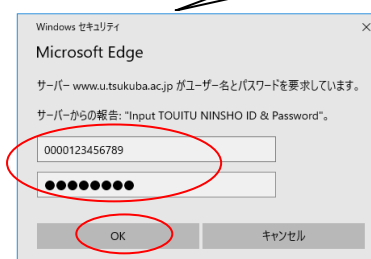 Windows セキュリティ
Microsoft Edge
サーバー www.u.tsukuba.ac.jp がユーザー名とパスワードを要求しています。
サーバーからの報告: "Input TOUITU NINSHO ID & Password"。
0000123456789
●●●●●●●●
OK
キャンセル